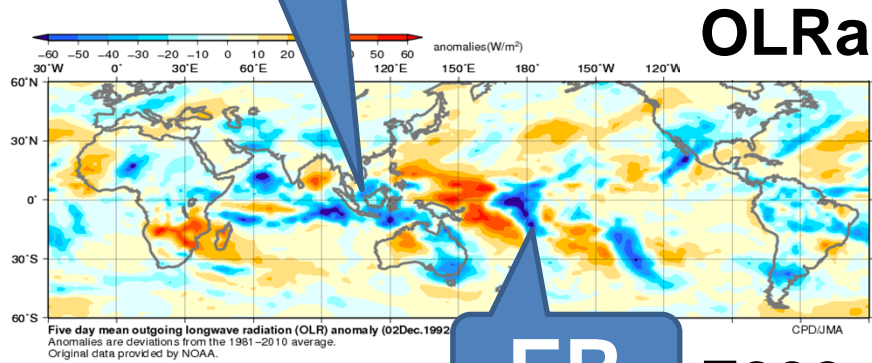 OLRa
−60 −50 −40 −30 −20 −10 0 10 20 50 60
anomalies(W/m²)
30°W 0° 30°E 60°E 120°E 150°E 180° 150°W 120°W
60°N
30°N
0°
30°S
60°S
Five day mean outgoing longwave radiation (OLR) anomaly (02Dec.1992
CPD/JMA
Anomalies are deviations from the 1981−2010 average.
Original data provided by NOAA.